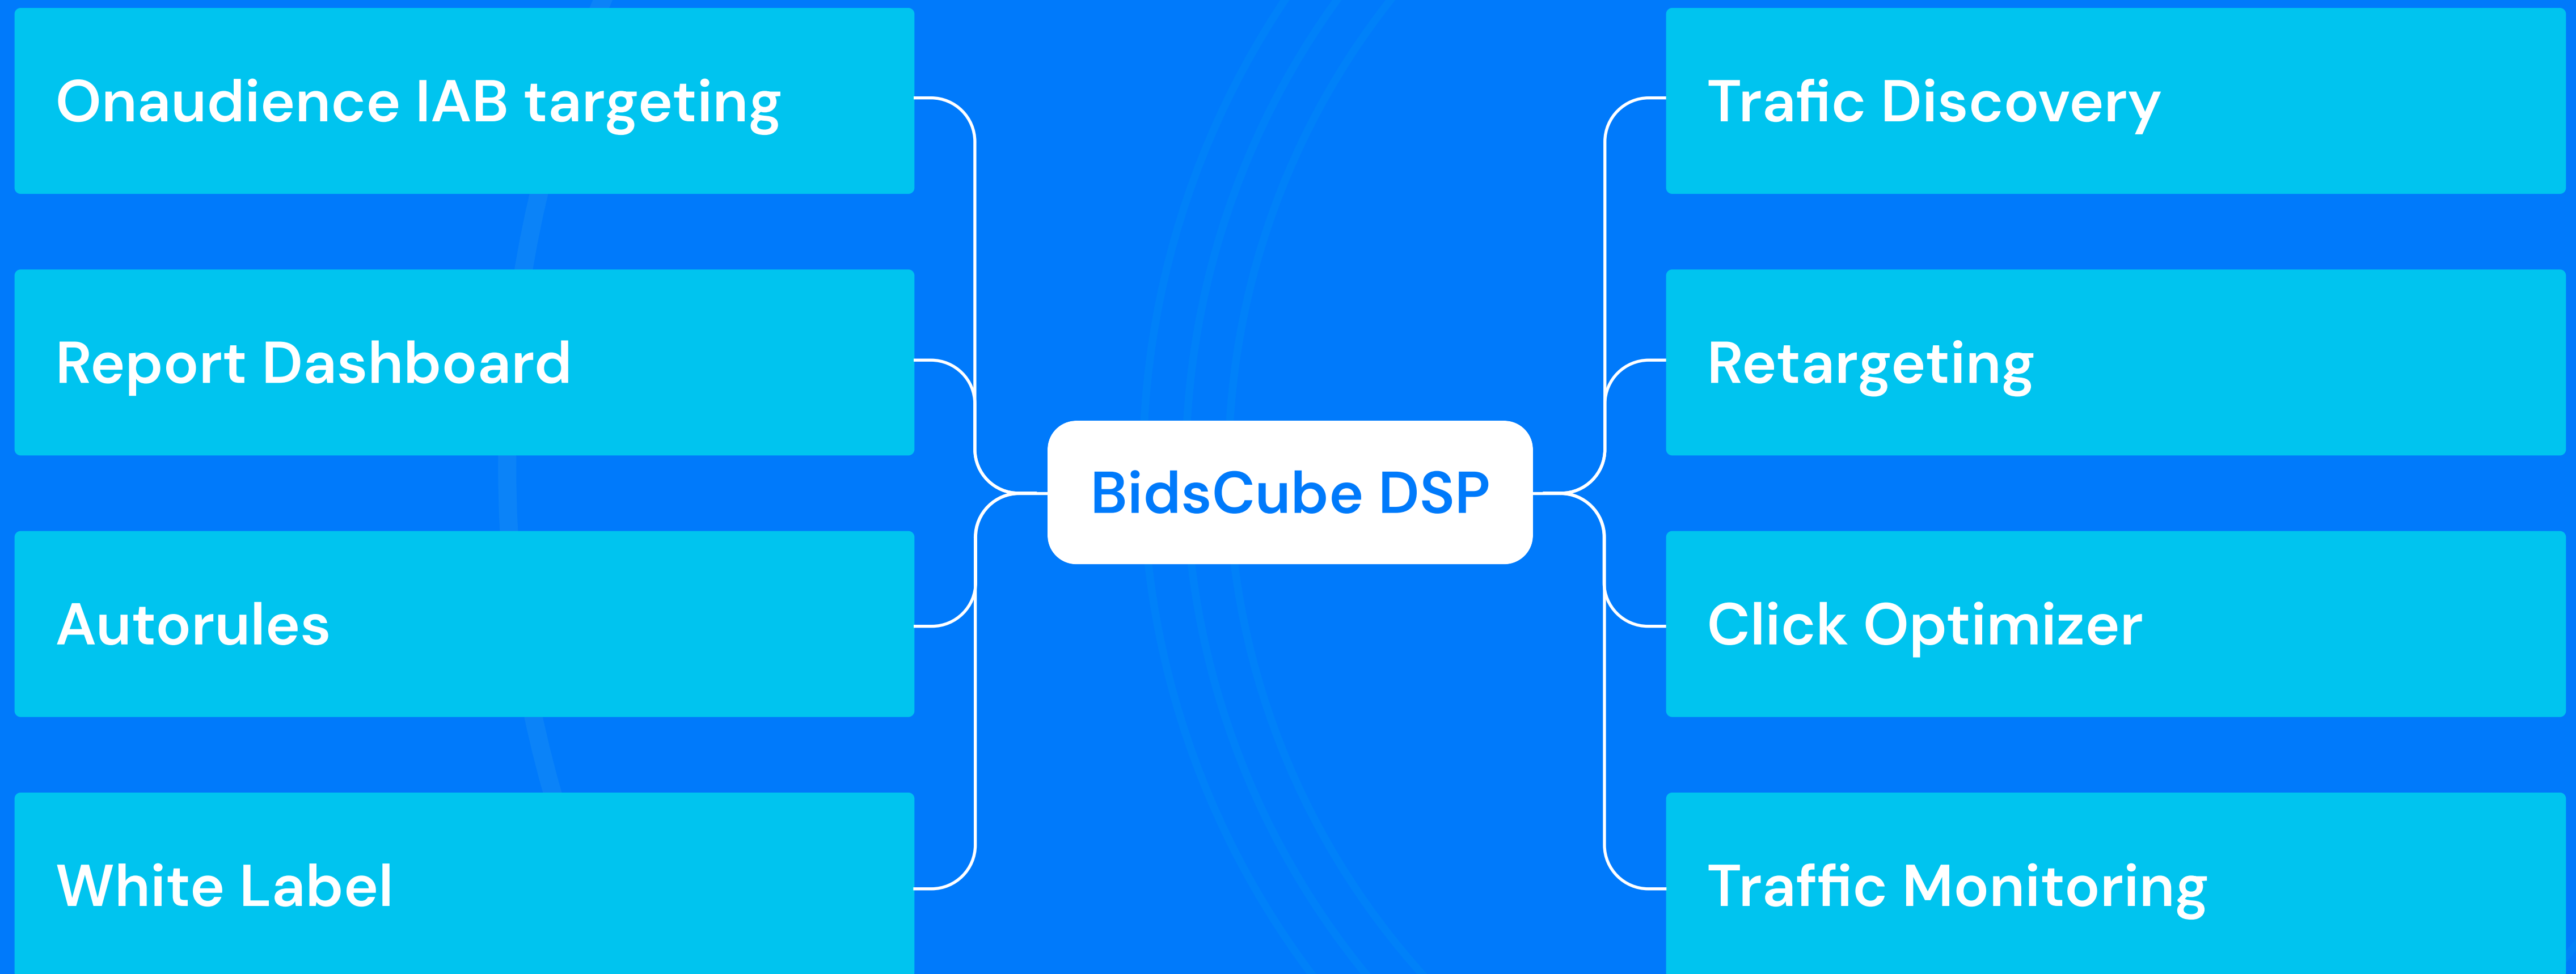 Onaudience IAB targeting
Report Dashboard
Autorules
White Label
BidsCube DSP
Trafic Discovery
Retargeting
Click Optimizer
Traffic Monitoring